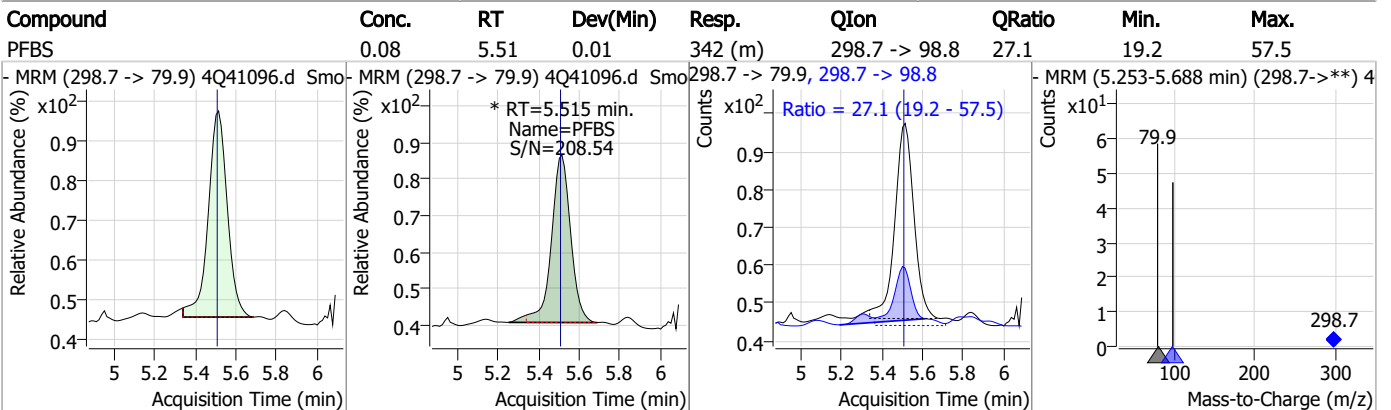 Compound Conc. RT Dev(Min) Resp. QIon QRatio Min. Max.
PFBS 0.08 5.51 0.01 342 (m) 298.7 -> 98.8 27.1 19.2 57.5
- MRM (298.7 -> 79.9) 4Q41096.d Smo
Relative Abundance (%)
x10²
0.9
0.8
0.7
0.6
0.5
0.4
5 5.2 5.4 5.6 5.8 6
Acquisition Time (min)
- MRM (298.7 -> 79.9) 4Q41096.d Smo
Relative Abundance (%)
x10²
* RT=5.515 min.
Name=PFBS
S/N=208.54
0.9
0.8
0.7
0.6
0.5
0.4
5 5.2 5.4 5.6 5.8 6
Acquisition Time (min)
298.7 -> 79.9, 298.7 -> 98.8
Counts
x10²
Ratio = 27.1 (19.2 - 57.5)
0.9
0.8
0.7
0.6
0.5
0.4
5 5.2 5.4 5.6 5.8 6
Acquisition Time (min)
- MRM (5.253-5.688 min) (298.7->**) 4
Counts
x10¹
79.9
6
5
4
3
2
1
0
298.7
100 200 300
Mass-to-Charge (m/z)